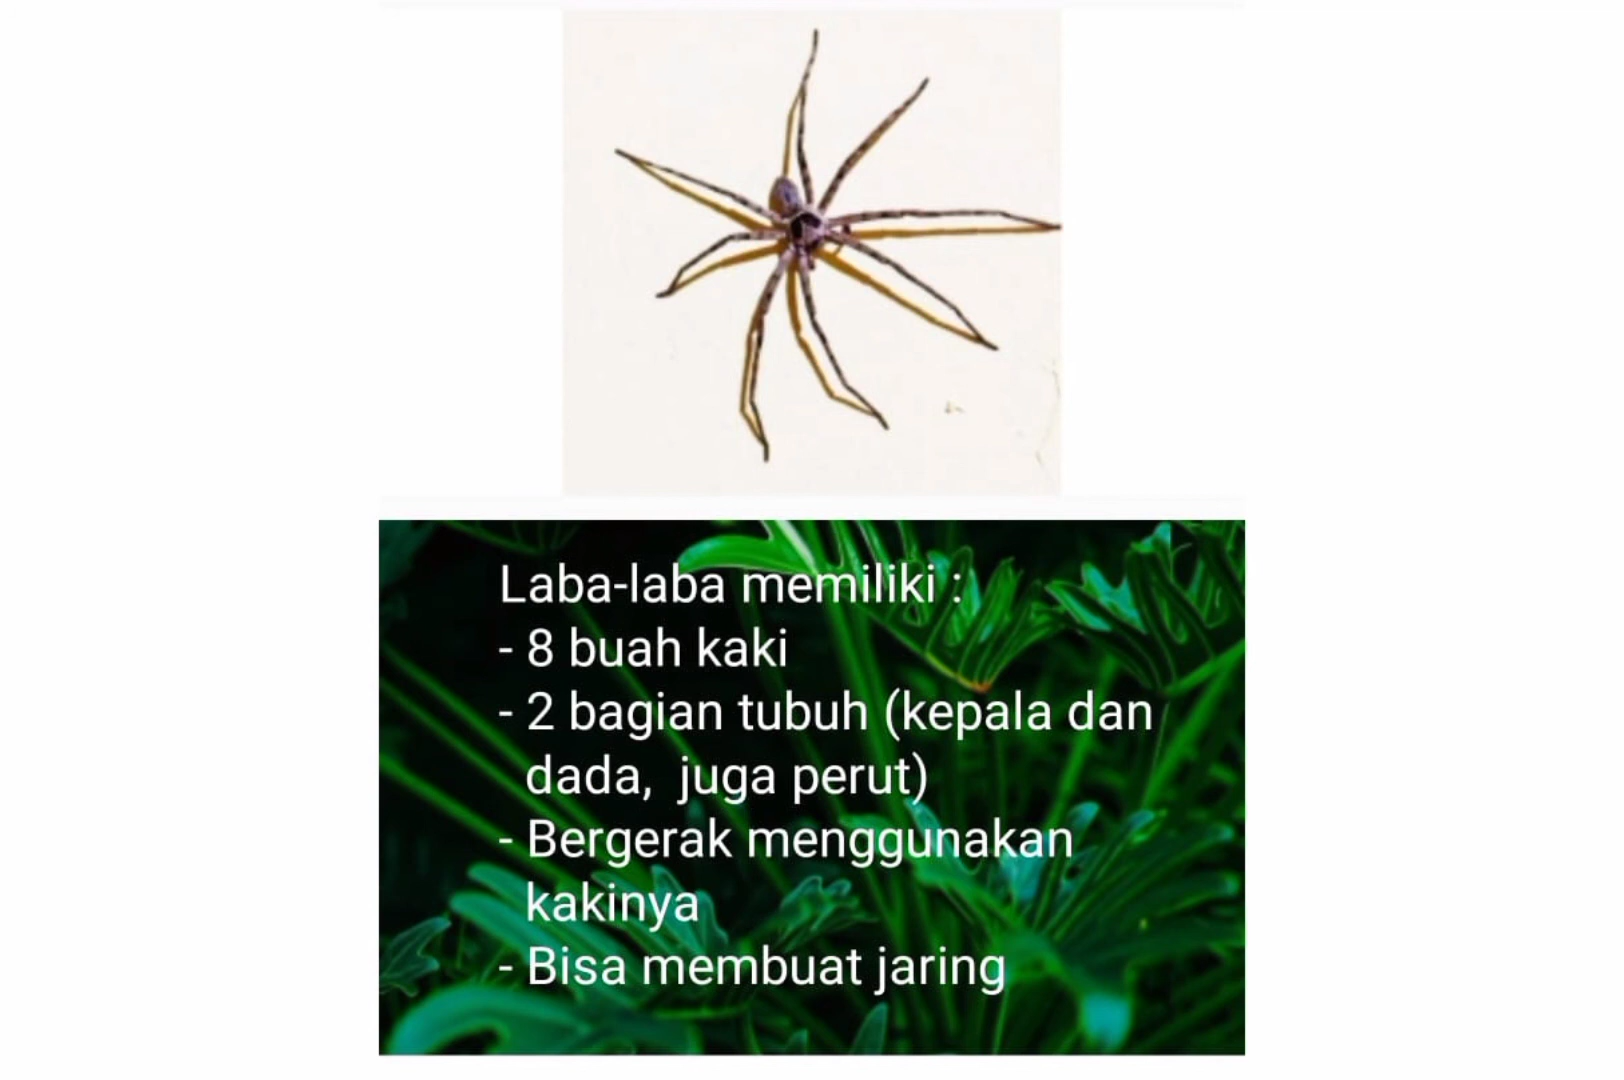 Laba-laba memiliki :
- 8 buah kaki
- 2 bagian tubuh (kepala dan
dada,  juga perut)
- Bergerak menggunakan
kakinya
- Bisa membuat jaring